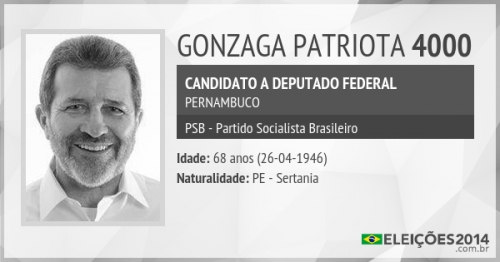 GONZAGA PATRIOTA 4000
CANDIDATO A DEPUTADO FEDERAL
PERNAMBUCO
PSB - Partido Socialista Brasileiro
Idade: 68 anos (26-04-1946)
Naturalidade: PE - Sertania
ELEIÇÕES2014
.com.br